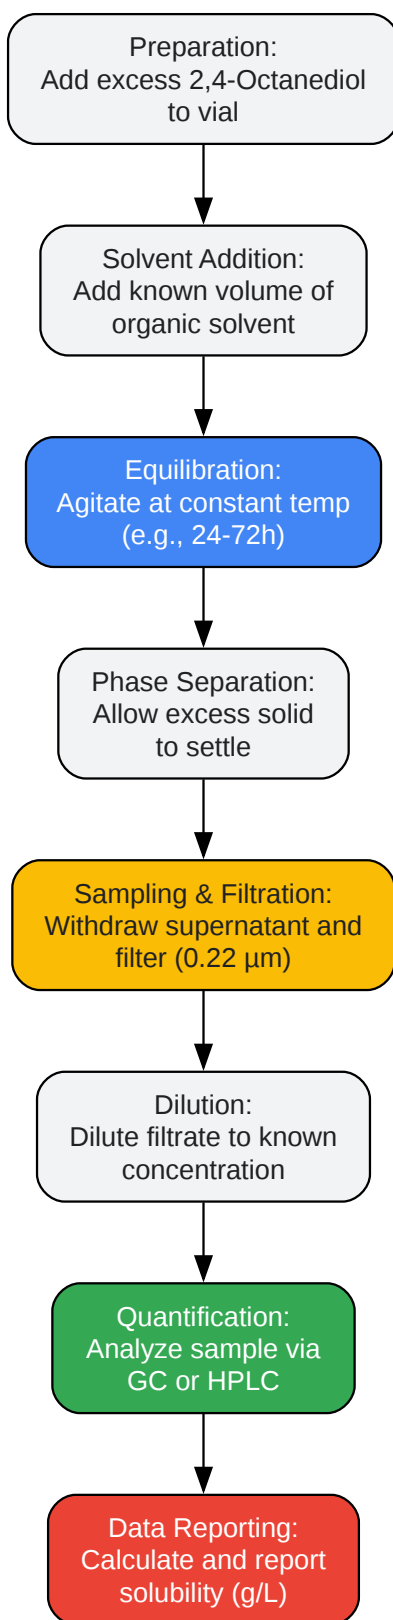 Preparation:
Add excess 2,4-Octanediol
to vial
Solvent Addition:
Add known volume of
organic solvent
Equilibration:
Agitate at constant temp
(e.g., 24-72h)
Phase Separation:
Allow excess solid
to settle
Sampling & Filtration:
Withdraw supernatant and
filter (0.22 µm)
Dilution:
Dilute filtrate to known
concentration
Quantification:
Analyze sample via
GC or HPLC
Data Reporting:
Calculate and report
solubility (g/L)